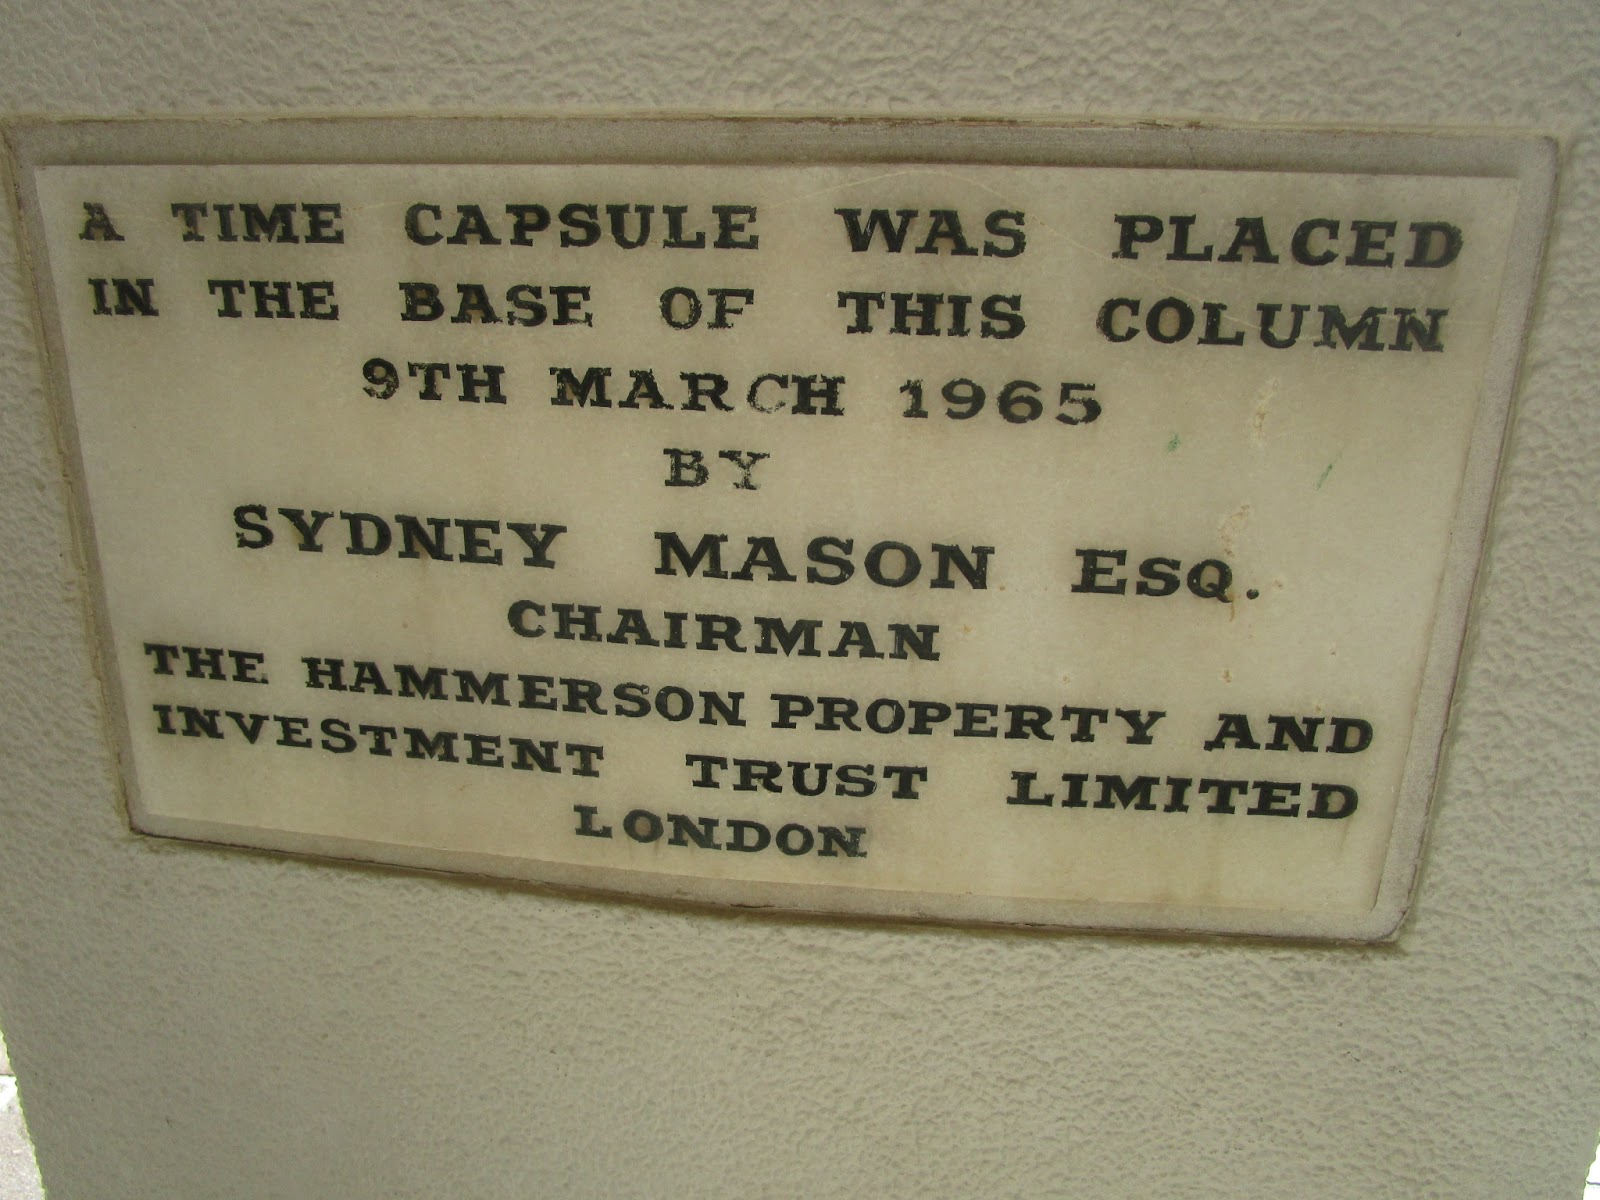 A TIME CAPSULE WAS PLACED
IN THE BASE OF THIS COLUMN
9TH MARCH 1965
BY
SYDNEY MASON ESQ.
CHAIRMAN
THE HAMMERSON PROPERTY AND
INVESTMENT TRUST LIMITED
LONDON